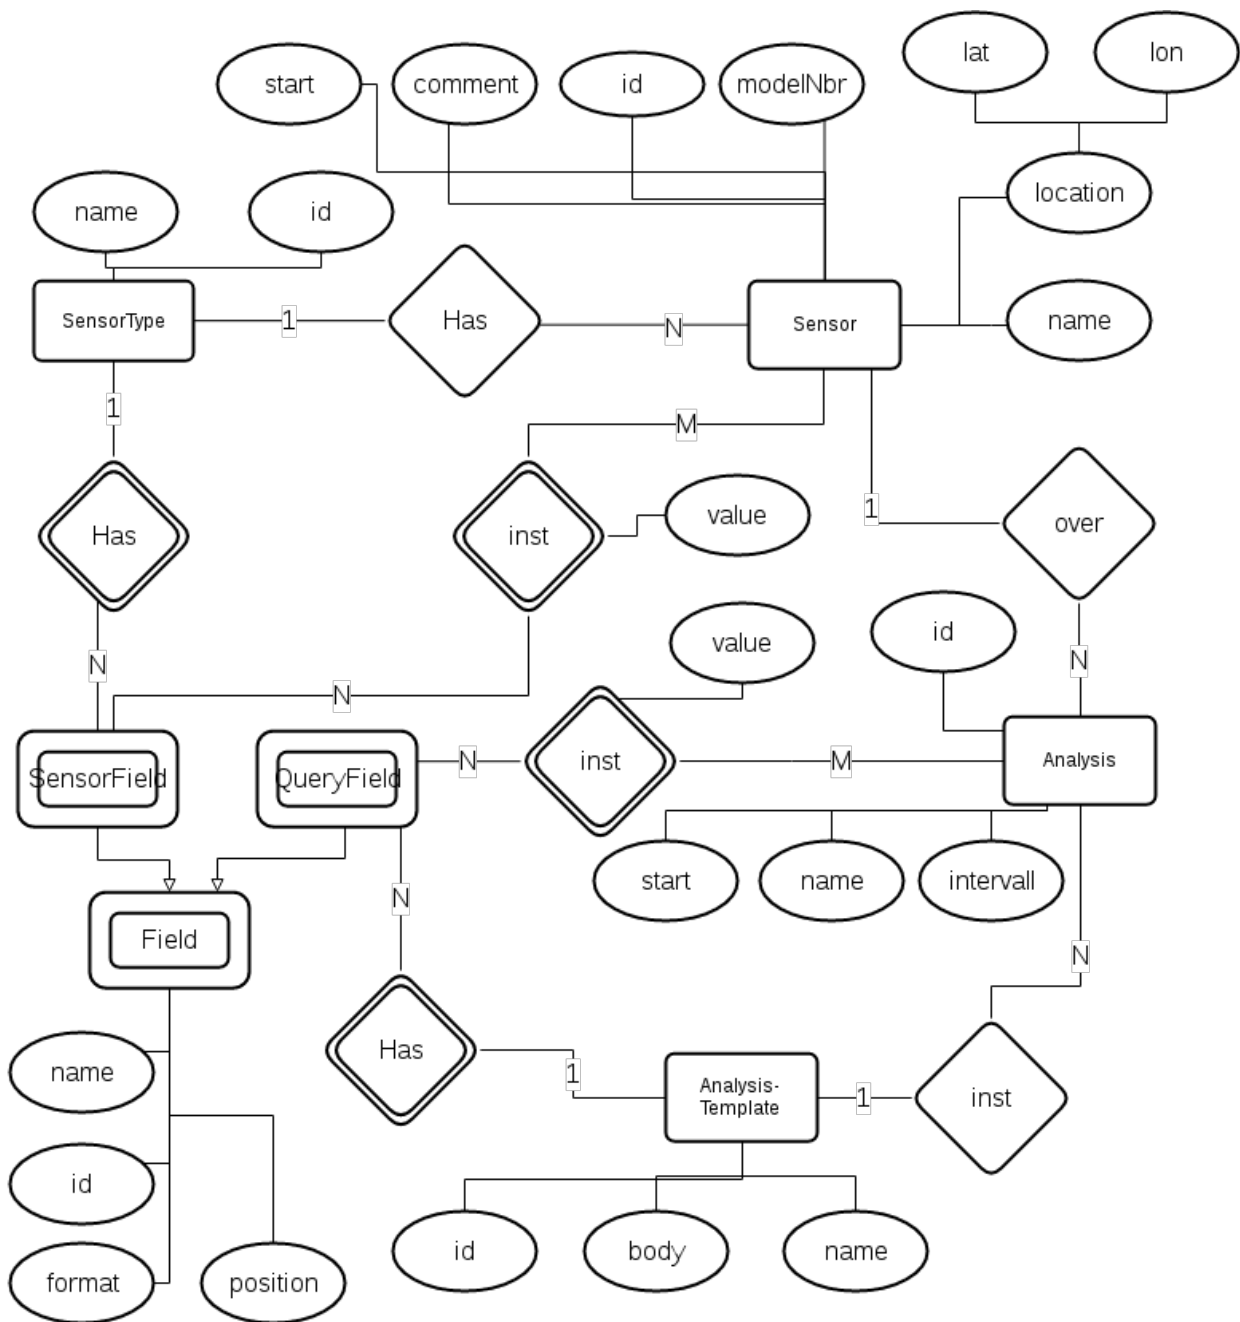 lat
lon
start
comment
id
modelNbr
location
name
id
name
SensorType
1
Has
N
Sensor
1
M
Has
inst
value
1
over
id
value
N
N
N
SensorField
QueryField
N
inst
M
Analysis
start
name
intervall
N
Field
N
Has
1
name
Analysis-
Template
1
inst
id
id
body
name
format
position